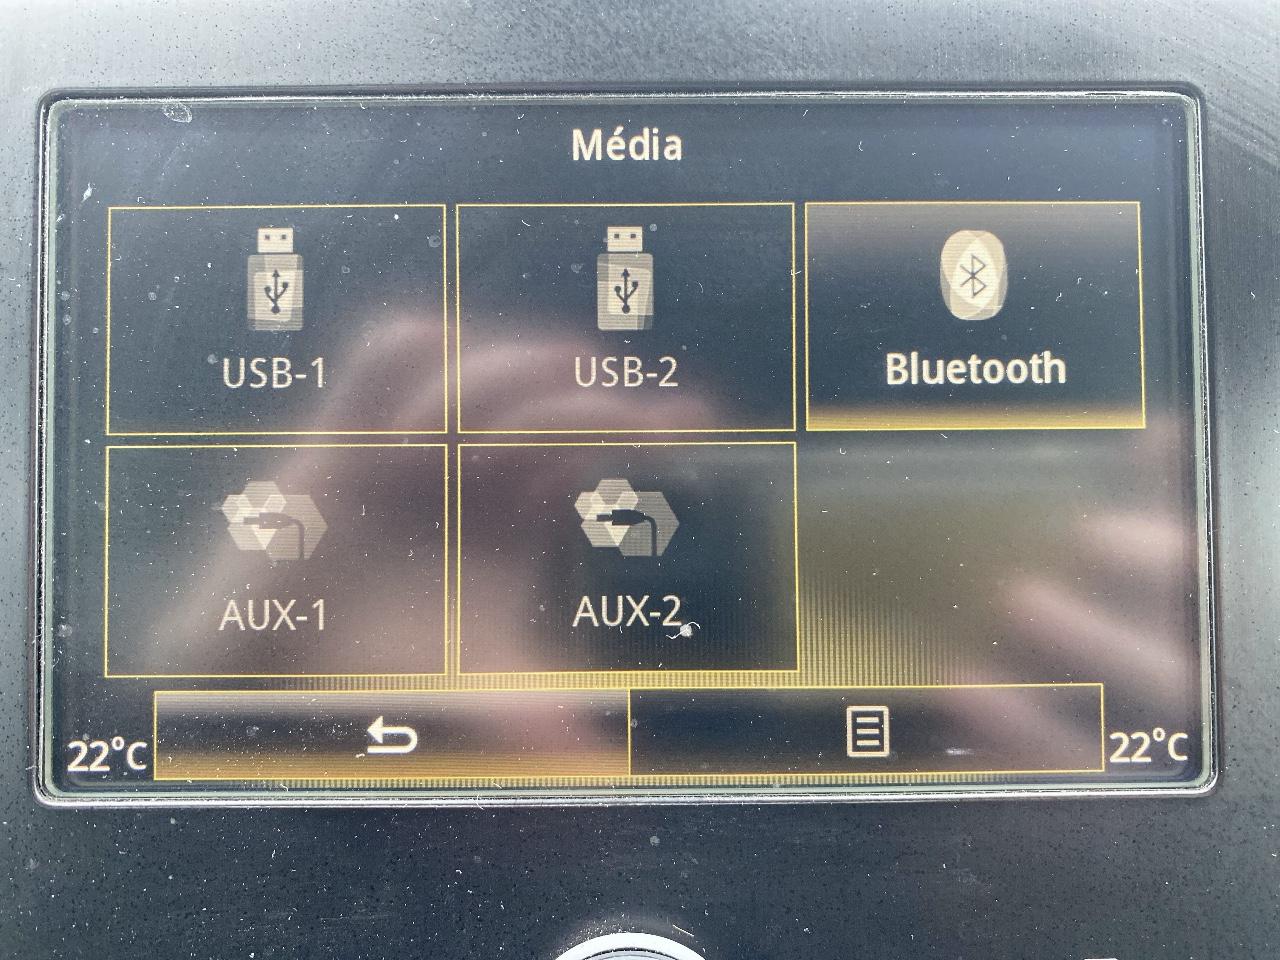 Média
USB-1
USB-2
Bluetooth
AUX-1
AUX-2
22°C
22°C